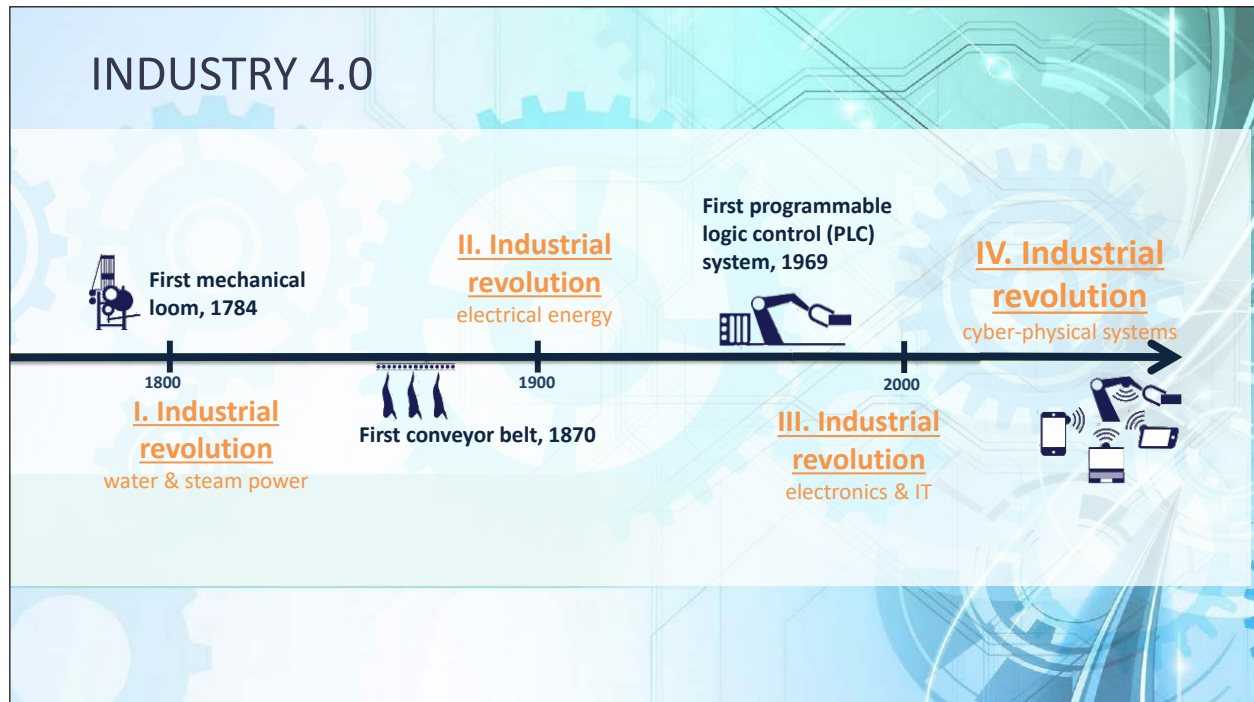 INDUSTRY 4.0
First mechanical
loom, 1784
II. Industrial
revolution
electrical energy
First programmable
logic control (PLC)
system, 1969
IV. Industrial
revolution
cyber-physical systems
1800
1900
2000
I. Industrial
revolution
water & steam power
First conveyor belt, 1870
III. Industrial
revolution
electronics & IT